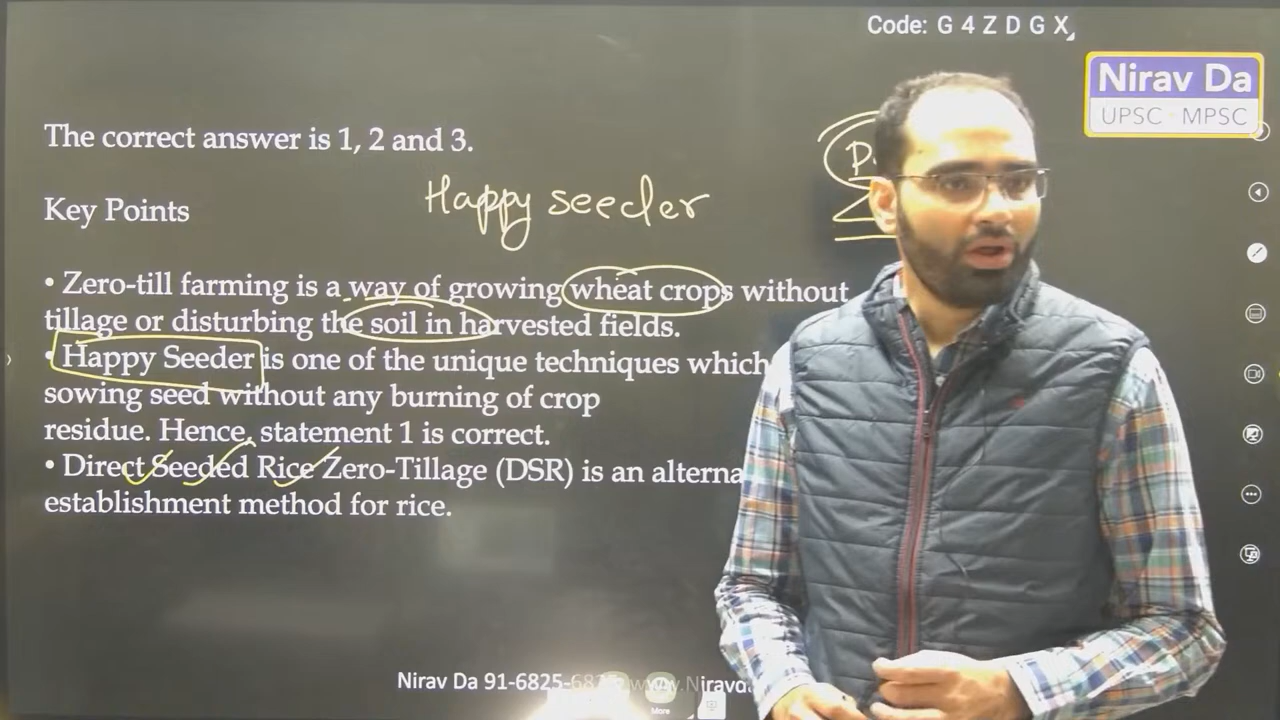 Code: G 4 Z D G X
Nirav Da
UPSC MPSC
The correct answer is 1, 2 and 3.
Happy seeder
Key Points
• Zero-till farming is a way of growing wheat crops without
tillage or disturbing the soil in harvested fields.
• Happy Seeder is one of the unique techniques which
sowing seed without any burning of crop
residue. Hence, statement 1 is correct.
• Direct Seeded Rice Zero-Tillage (DSR) is an
establishment method for rice.
Nirav Da 91-6825-
More